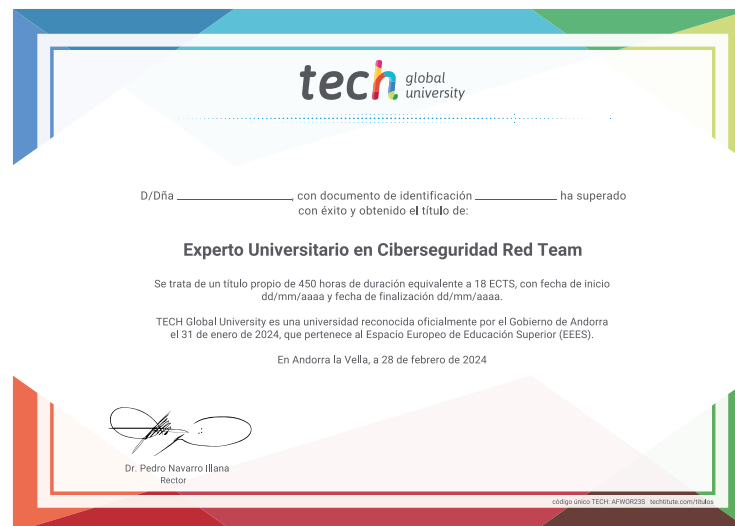 tech global university
D/Dña ____________________, con documento de identificación ______________ ha superado
con éxito y obtenido el título de:
Experto Universitario en Ciberseguridad Red Team
Se trata de un título propio de 450 horas de duración equivalente a 18 ECTS, con fecha de inicio
dd/mm/aaaa y fecha de finalización dd/mm/aaaa.
TECH Global University es una universidad reconocida oficialmente por el Gobierno de Andorra
el 31 de enero de 2024, que pertenece al Espacio Europeo de Educación Superior (EEES).
En Andorra la Vella, a 28 de febrero de 2024
Dr. Pedro Navarro Illana
Rector
código único TECH: AFWOR23S techtitute.com/titulos